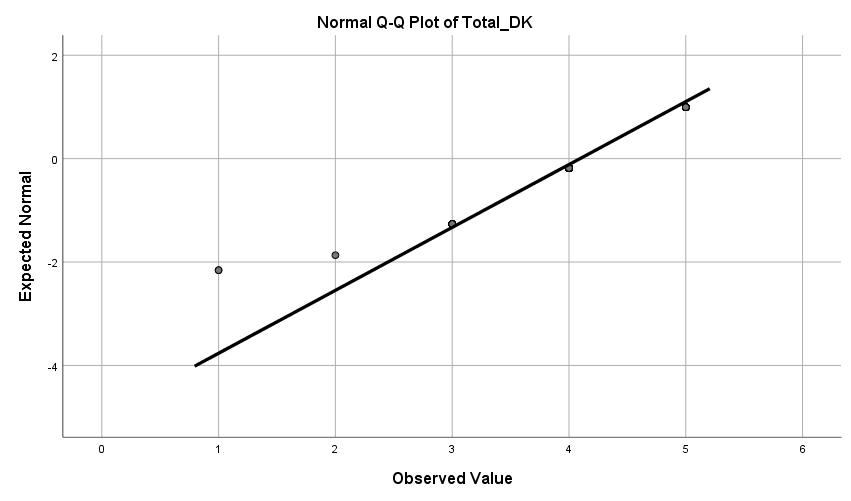 Normal Q-Q Plot of Total_DK
2
0
-2
-4
Expected Normal
0 1 2 3 4 5 6
Observed Value